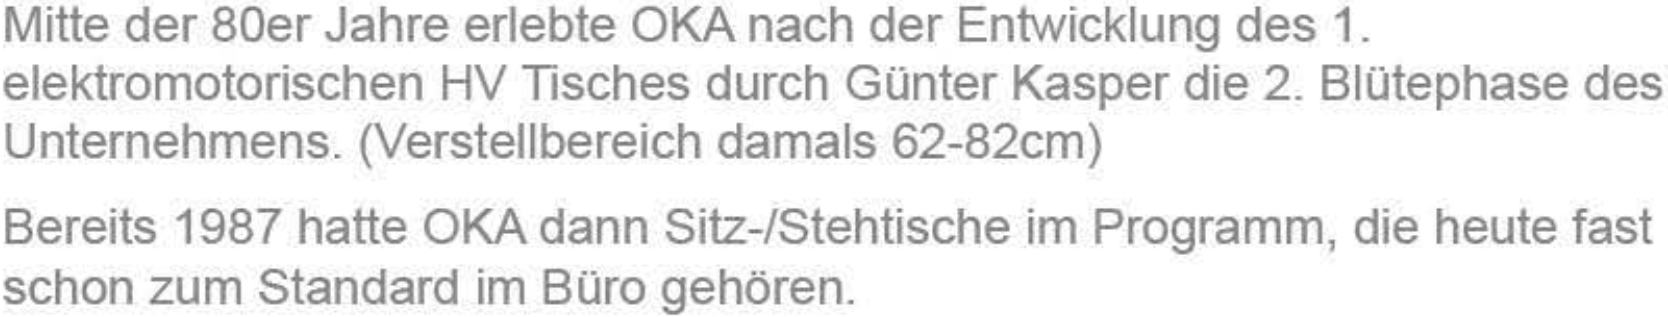 Mitte der 80er Jahre erlebte OKA nach der Entwicklung des 1.
elektromotorischen HV Tisches durch Günter Kasper die 2. Blütephase des
Unternehmens. (Verstellbereich damals 62-82cm)
Bereits 1987 hatte OKA dann Sitz-/Stehtische im Programm, die heute fast
schon zum Standard im Büro gehören.